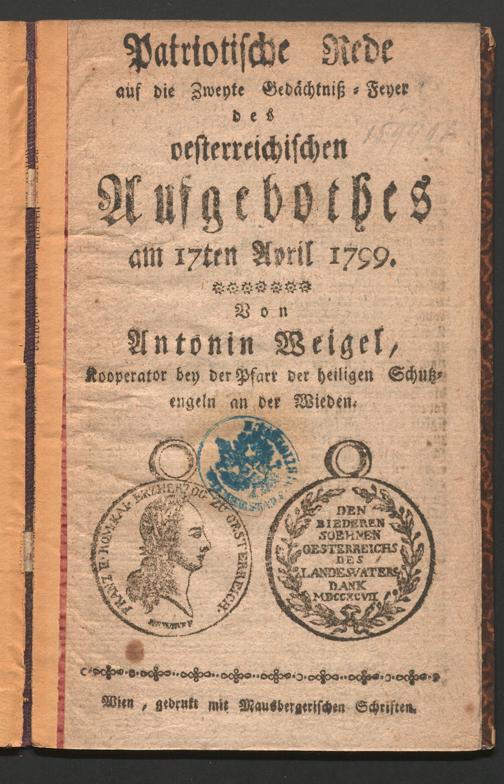 Patriotische Rede
auf die Zweyte Gedächtniß-Feyer
des
oesterreichischen
Aufgebothes
am 17ten April 1799.
Von
Antonin Weigel,
Kooperator bey der Pfarr der heiligen Schutz-
engeln an der Wieden.
FRANZ II. ROM. KAI. ERZHERZOG ZU OESTERREICH.
DEN
BIEDEREN
SOEHNEN
OESTERREICHS
DES
LANDESVATERS
DANK
MDCCXCVII
Wien, gedrukt mit Mausbergerischen Schriften.